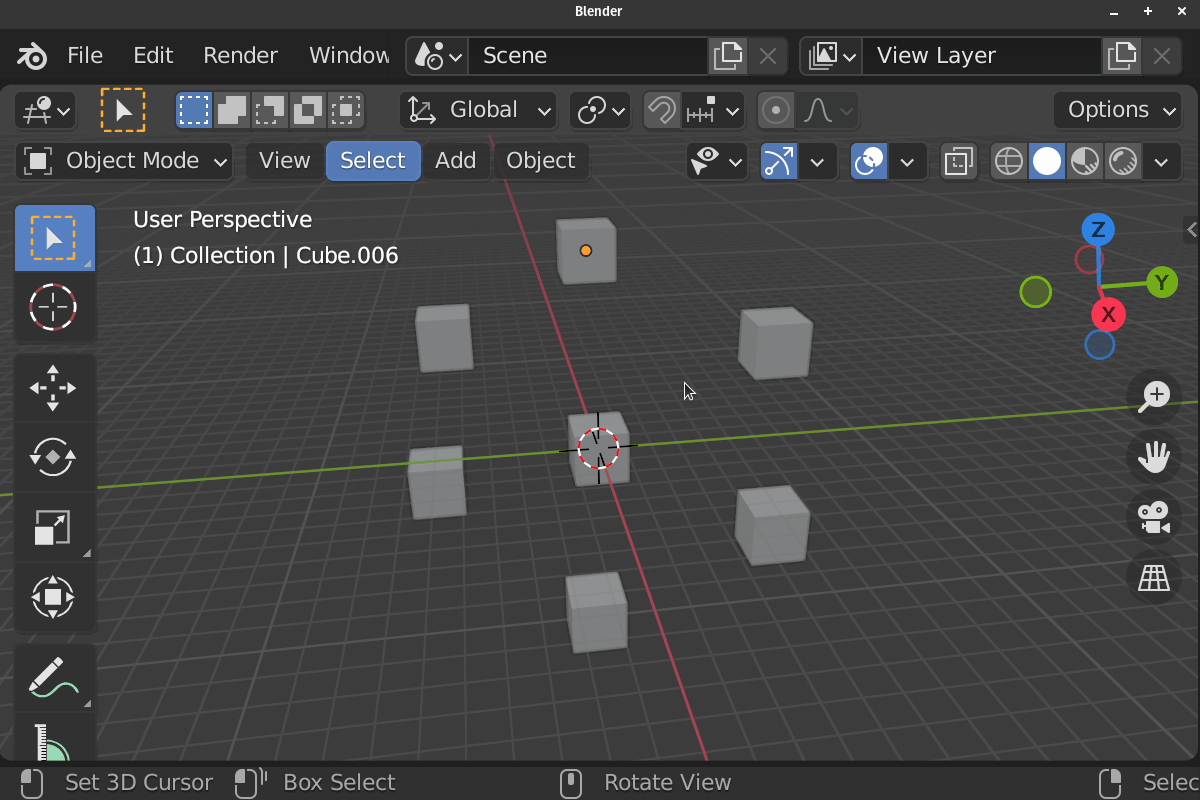 Blender
File Edit Render Window Scene View Layer
Global Options
Object Mode View Select Add Object
User Perspective
(1) Collection | Cube.006
Z
Y
X
Set 3D Cursor Box Select Rotate View Selec